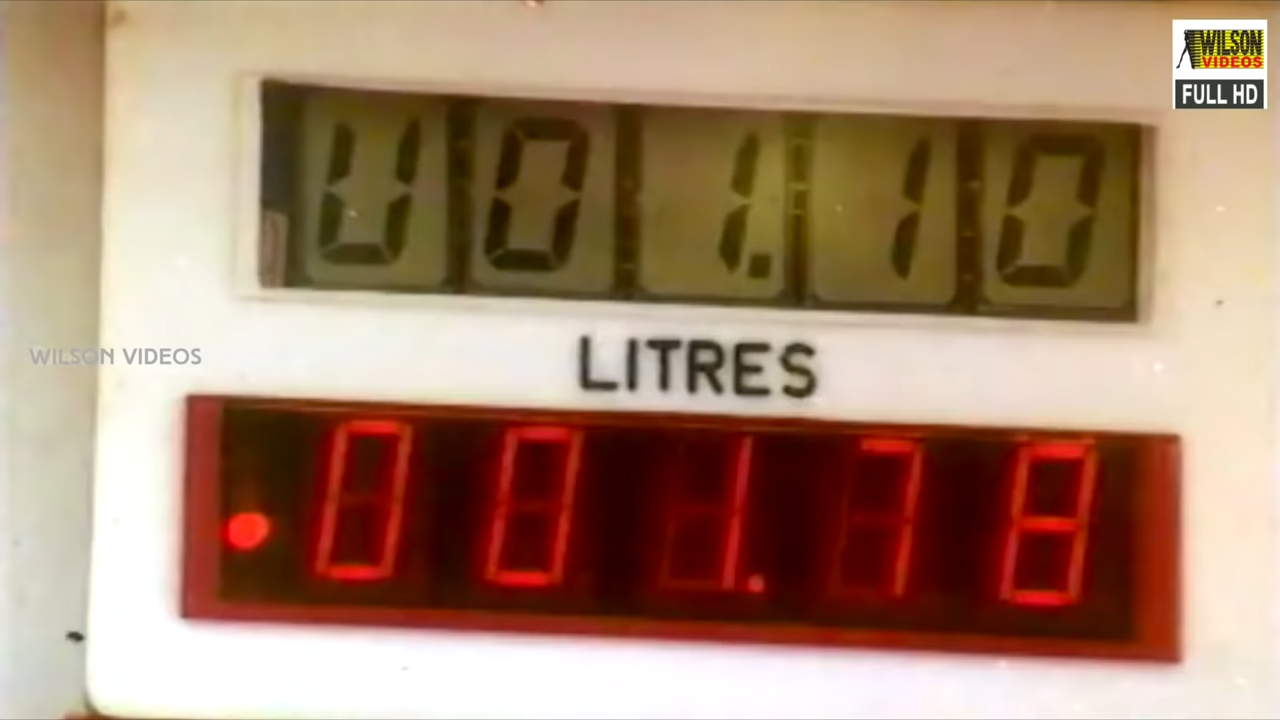 WILSON
VIDEOS
FULL HD
001.10
LITRES
WILSON VIDEOS
001.78